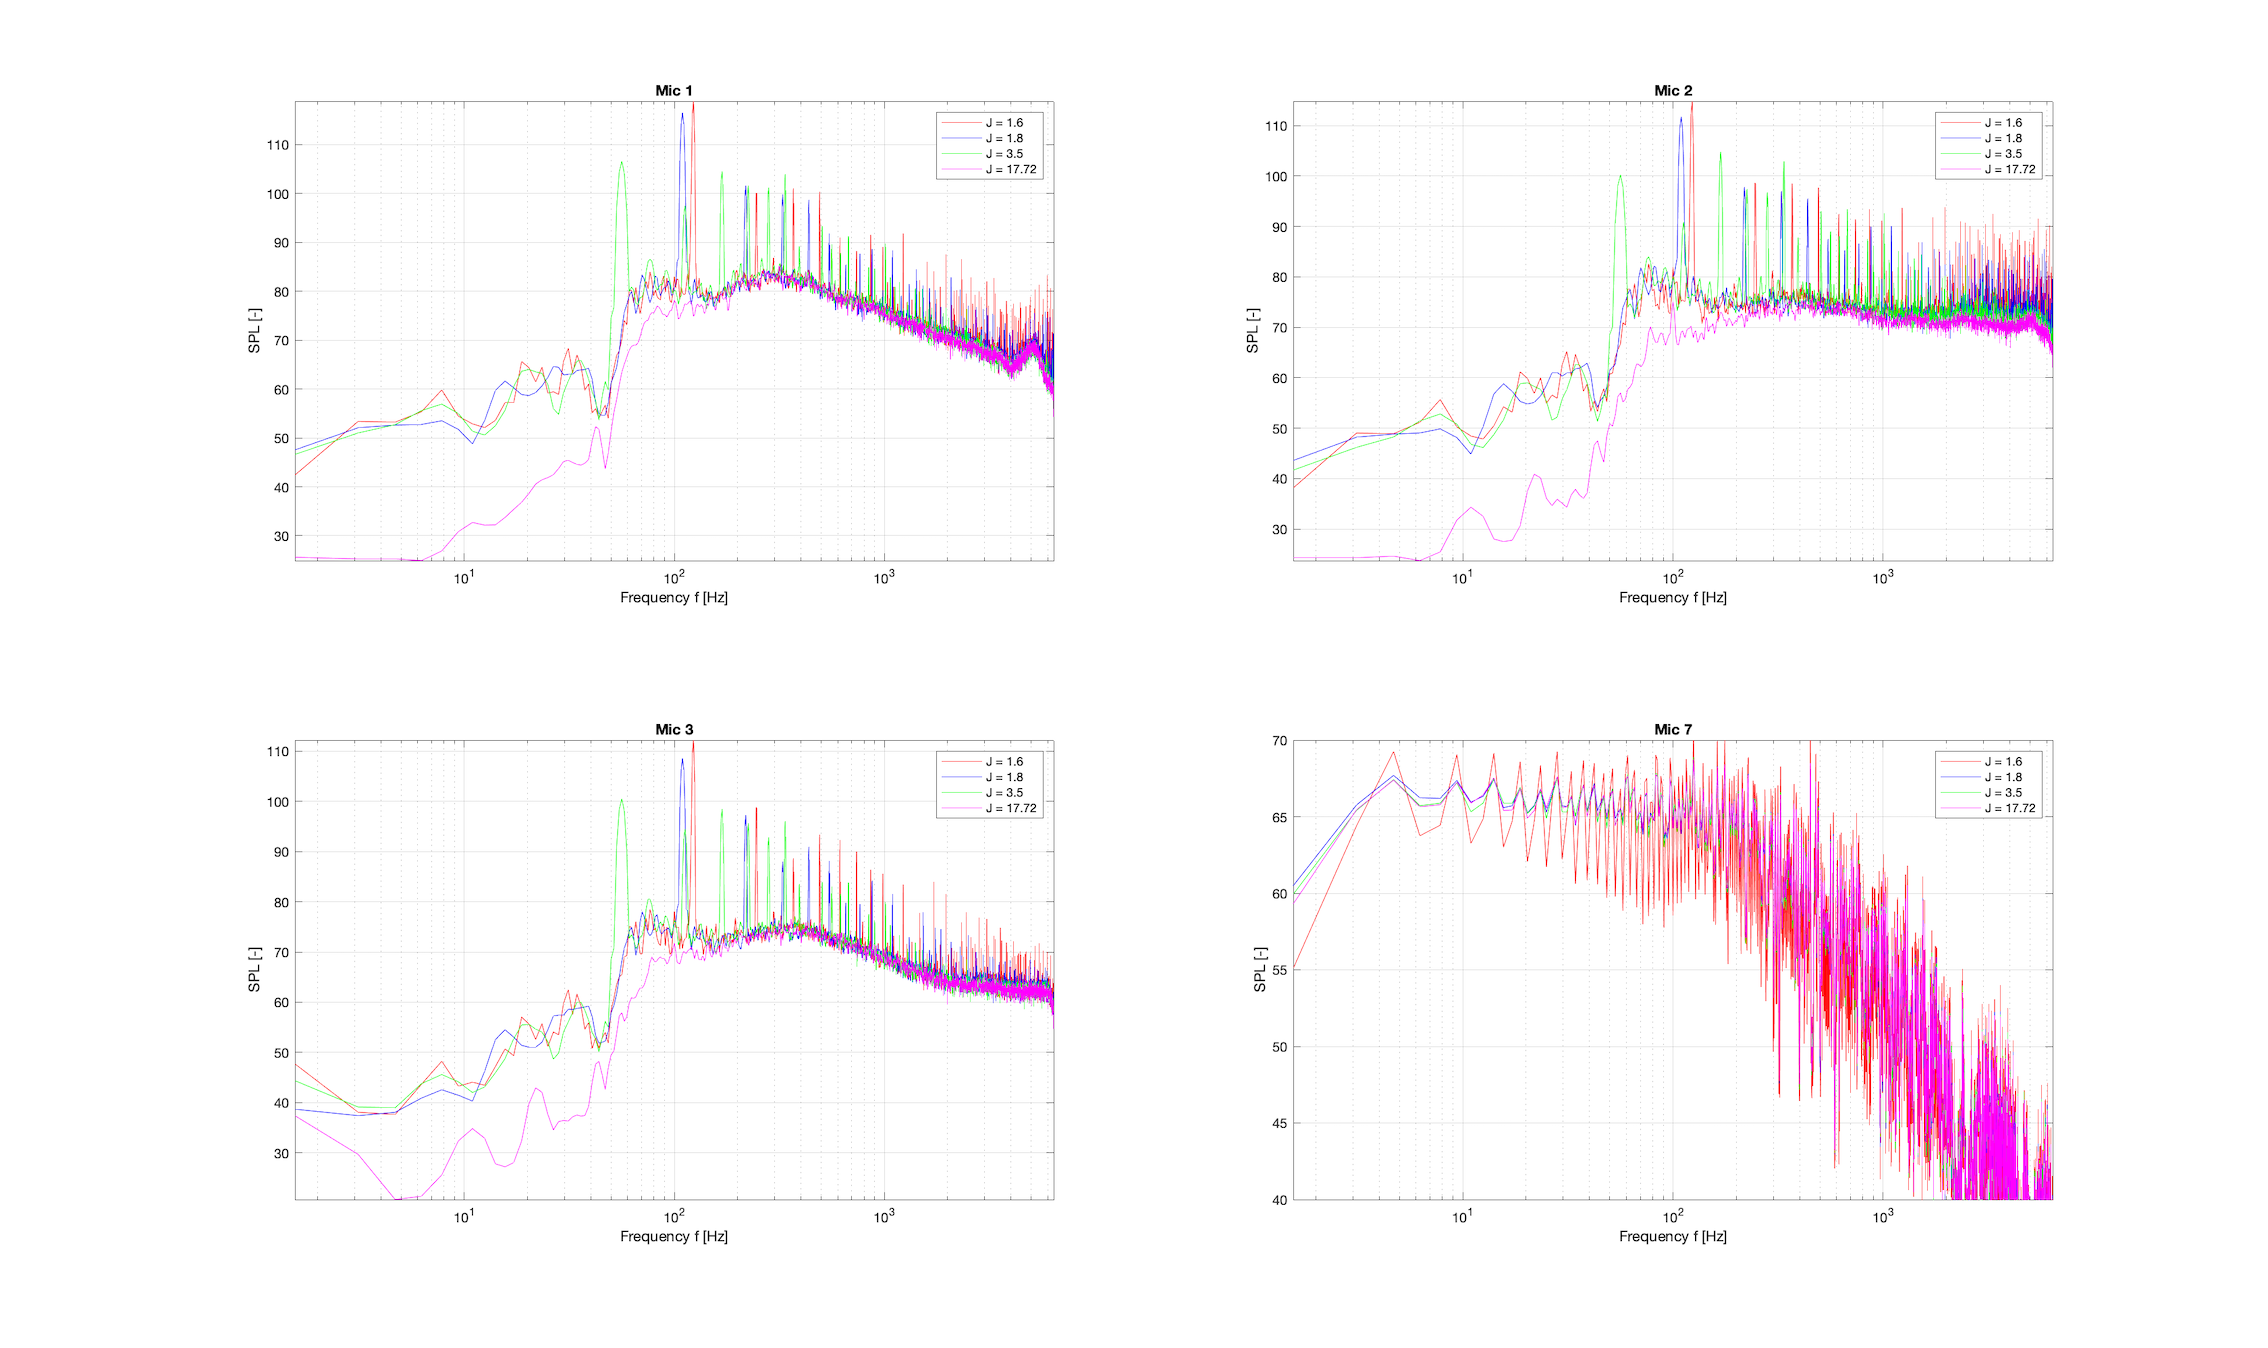 Mic 1
J = 1.6
J = 1.8
J = 3.5
J = 17.72
110
100
90
80
70
60
50
40
30
SPL [-]
10^1
10^2
10^3
Frequency f [Hz]
Mic 2
J = 1.6
J = 1.8
J = 3.5
J = 17.72
110
100
90
80
70
60
50
40
30
SPL [-]
10^1
10^2
10^3
Frequency f [Hz]
Mic 3
J = 1.6
J = 1.8
J = 3.5
J = 17.72
110
100
90
80
70
60
50
40
30
SPL [-]
10^1
10^2
10^3
Frequency f [Hz]
Mic 7
J = 1.6
J = 1.8
J = 3.5
J = 17.72
70
65
60
55
50
45
40
SPL [-]
10^1
10^2
10^3
Frequency f [Hz]